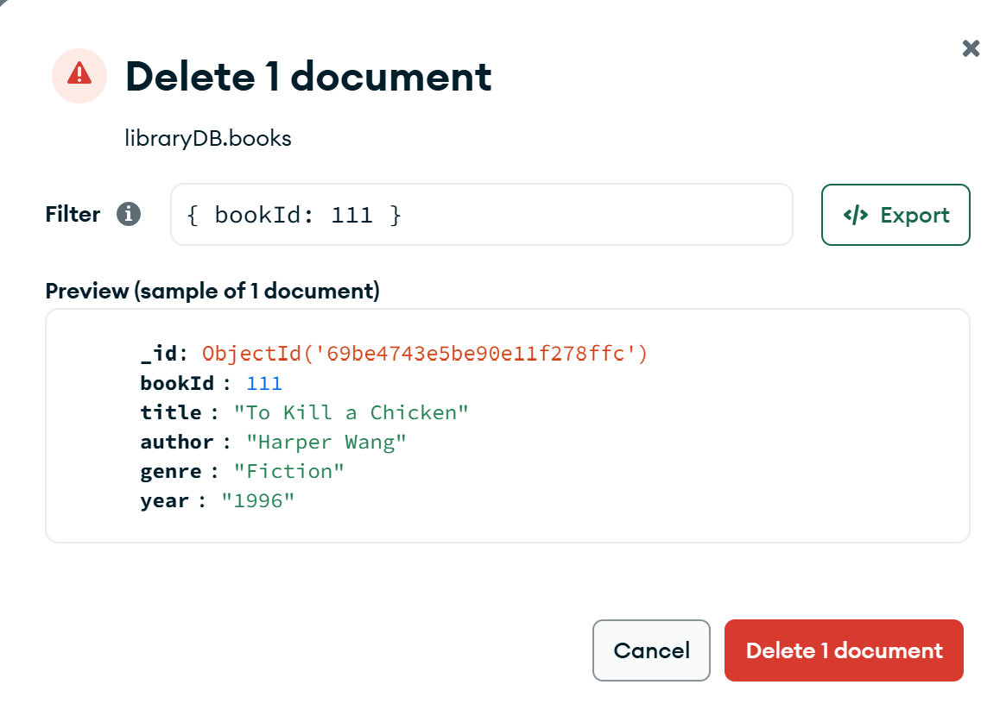 Delete 1 document
libraryDB.books
Filter { bookId: 111 } </> Export
Preview (sample of 1 document)
_id: ObjectId('69be4743e5be90e11f278ffc')
bookId : 111
title : "To Kill a Chicken"
author : "Harper Wang"
genre : "Fiction"
year : "1996"
Cancel Delete 1 document